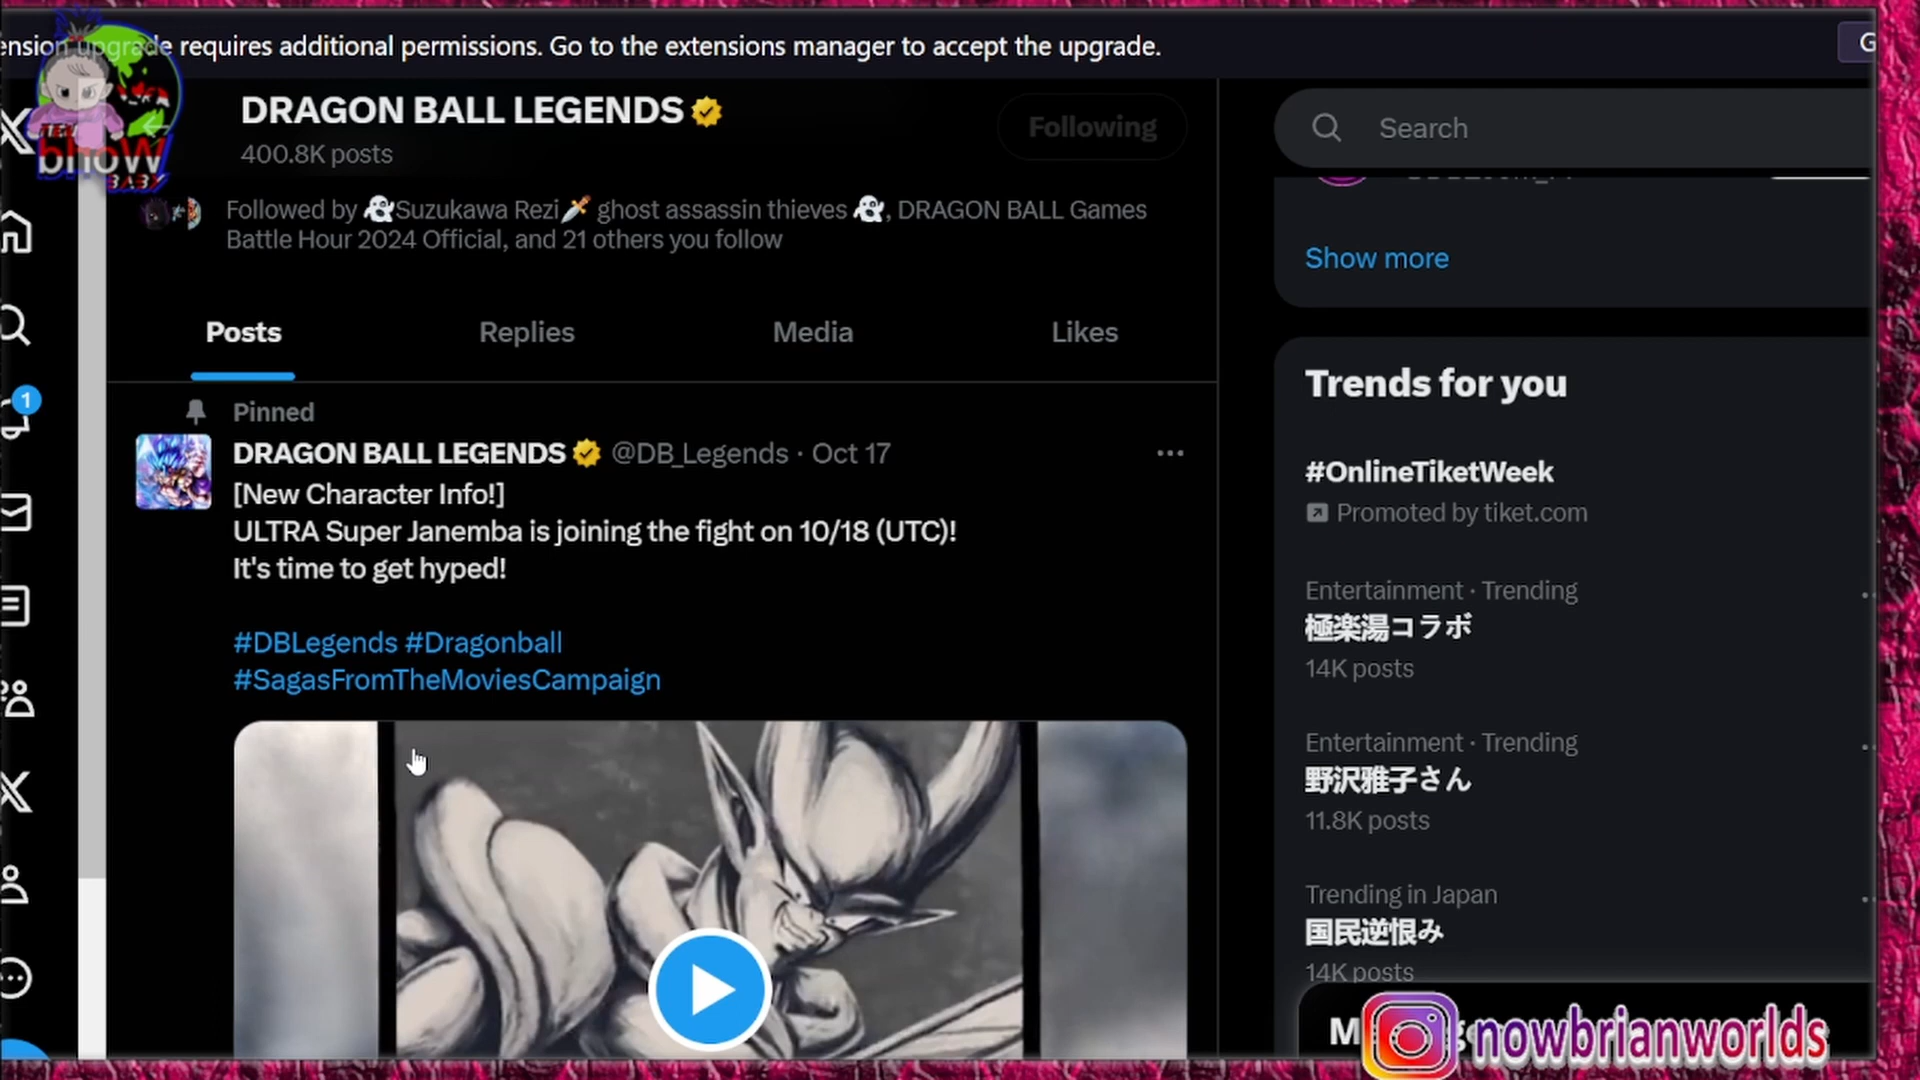 ension upgrade requires additional permissions. Go to the extensions manager to accept the upgrade.
G
bhoW
BABY
DRAGON BALL LEGENDS
400.8K posts
Following
Search
Followed by 👻Suzukawa Rezi🗡️ ghost assassin thieves 👻, DRAGON BALL Games
Battle Hour 2024 Official, and 21 others you follow
Show more
Posts
Replies
Media
Likes
Trends for you
1
Pinned
DRAGON BALL LEGENDS @DB_Legends · Oct 17
[New Character Info!]
ULTRA Super Janemba is joining the fight on 10/18 (UTC)!
It's time to get hyped!
#DBLegends #Dragonball
#SagasFromTheMoviesCampaign
#OnlineTiketWeek
Promoted by tiket.com
Entertainment · Trending
極楽湯コラボ
14K posts
Entertainment · Trending
野沢雅子さん
11.8K posts
Trending in Japan
国民逆恨み
14K posts
nowbrianworlds